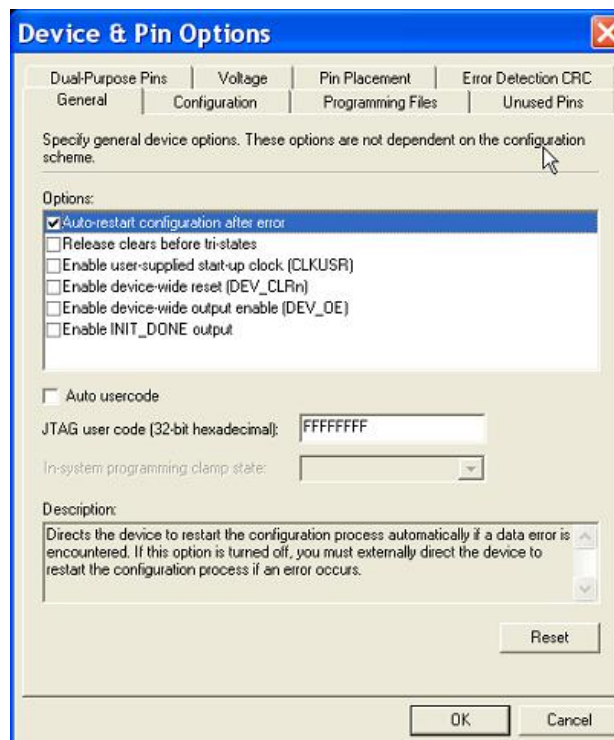 Device & Pin Options
Dual-Purpose Pins Voltage Pin Placement Error Detection CRC
General Configuration Programming Files Unused Pins
Specify general device options. These options are not dependent on the configuration
scheme.
Options:
Auto-restart configuration after error
Release clears before tri-states
Enable user-supplied start-up clock (CLKUSR)
Enable device-wide reset (DEV_CLRn)
Enable device-wide output enable (DEV_OE)
Enable INIT_DONE output
Auto usercode
JTAG user code (32-bit hexadecimal): FFFFFFFF
In-system programming clamp state:
Description:
Directs the device to restart the configuration process automatically if a data error is
encountered. If this option is turned off, you must externally direct the device to
restart the configuration process if an error occurs.
Reset
OK Cancel